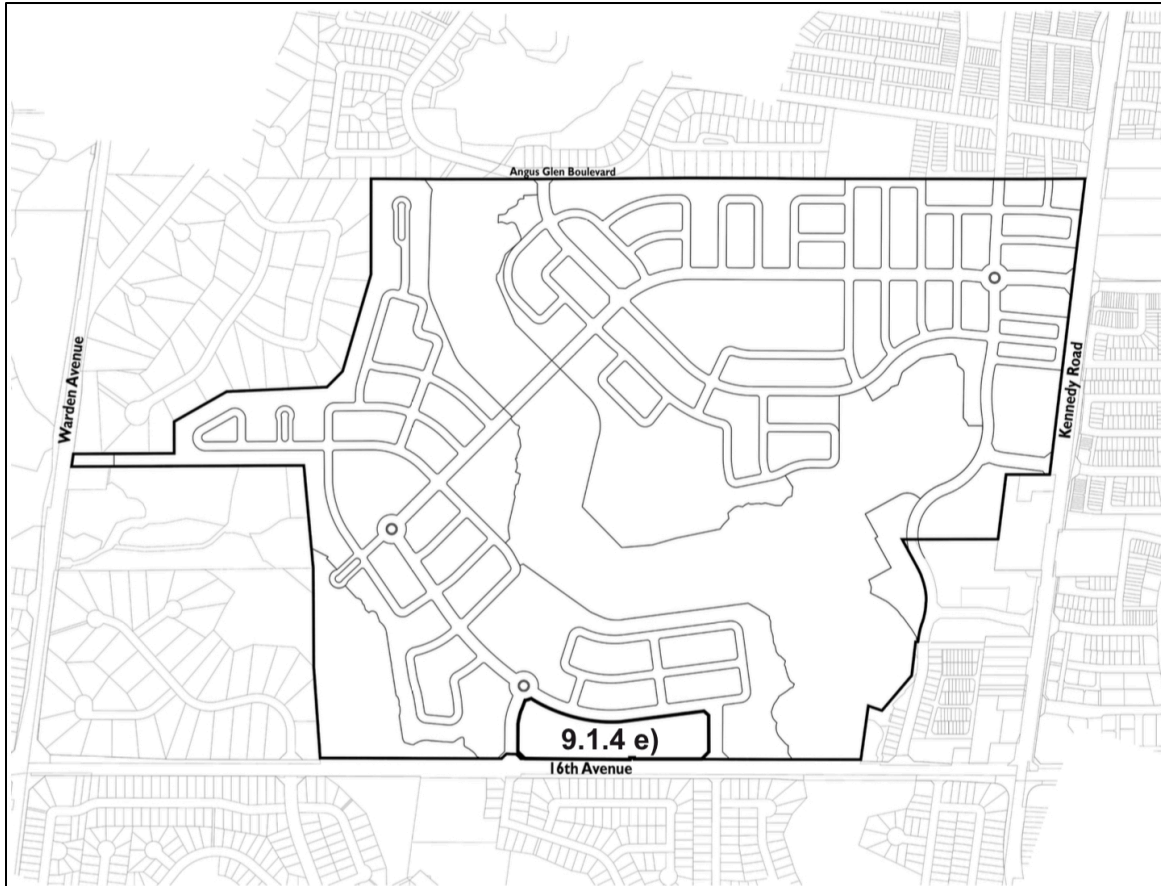 Angus Glen Boulevard
Warden Avenue
Kennedy Road
9.1.4 e)
16th Avenue